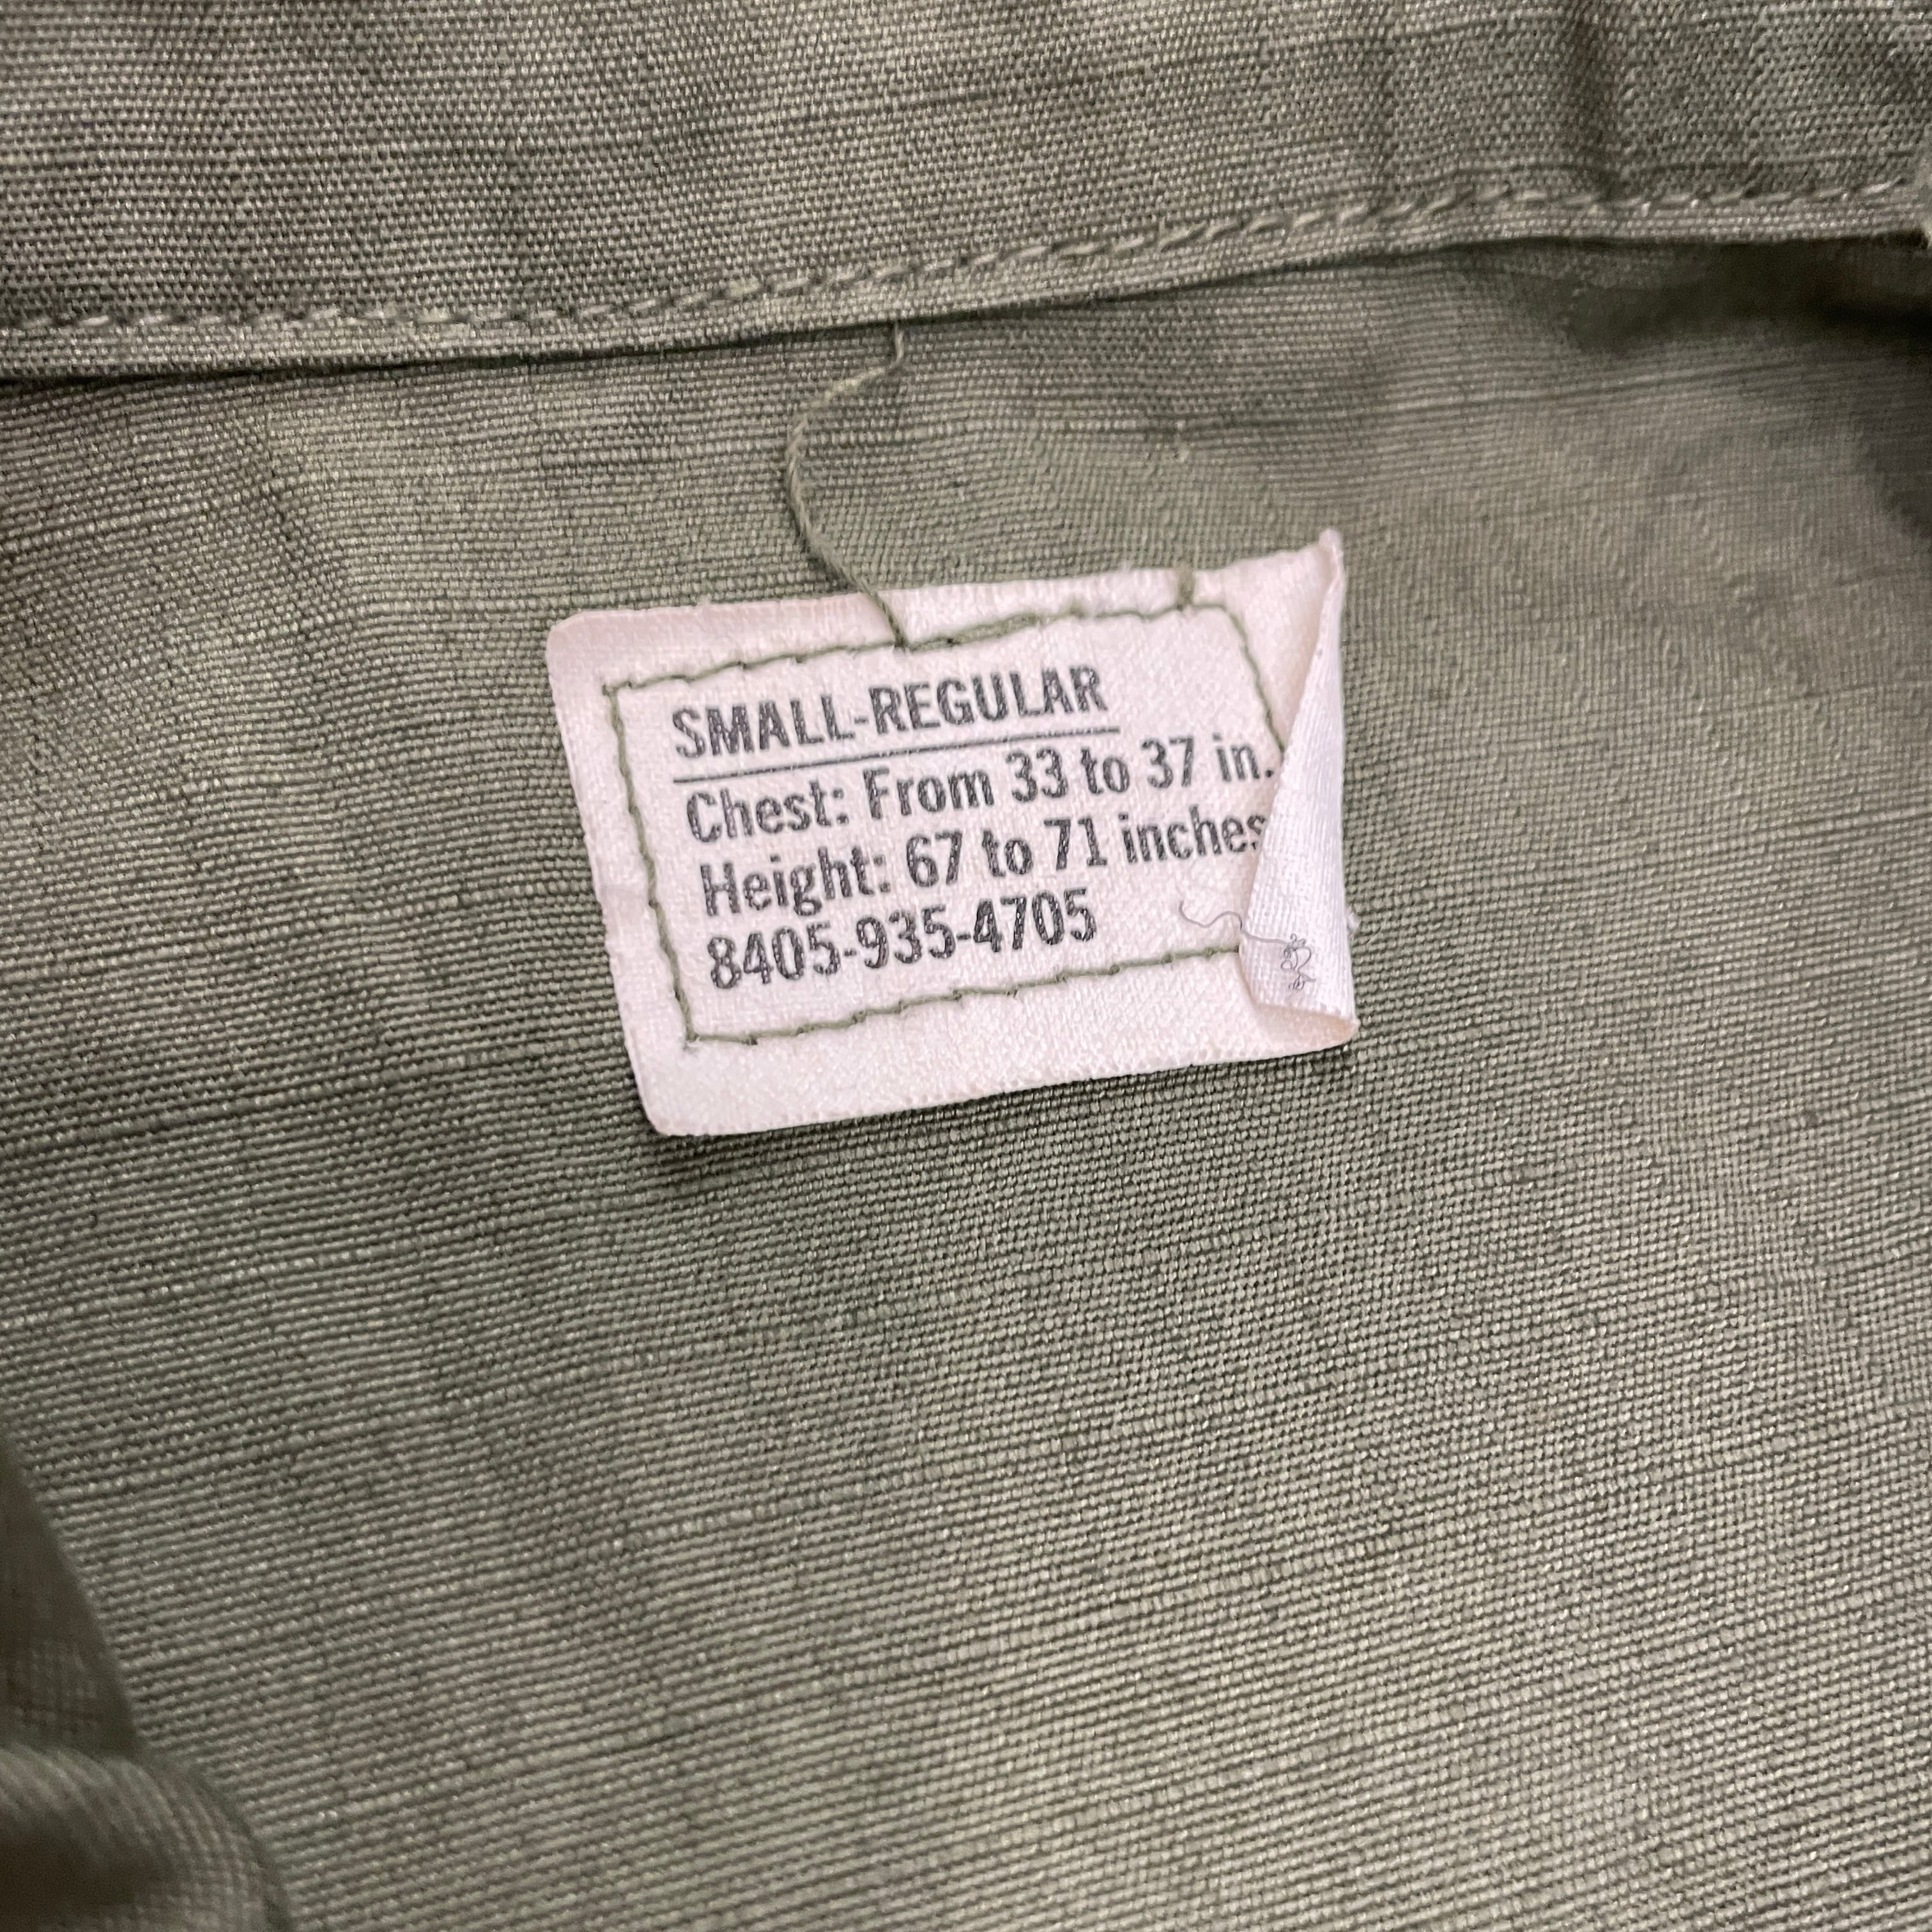 SMALL-REGULAR
Chest: From 33 to 37 in.
Height: 67 to 71 inches
8405-935-4705